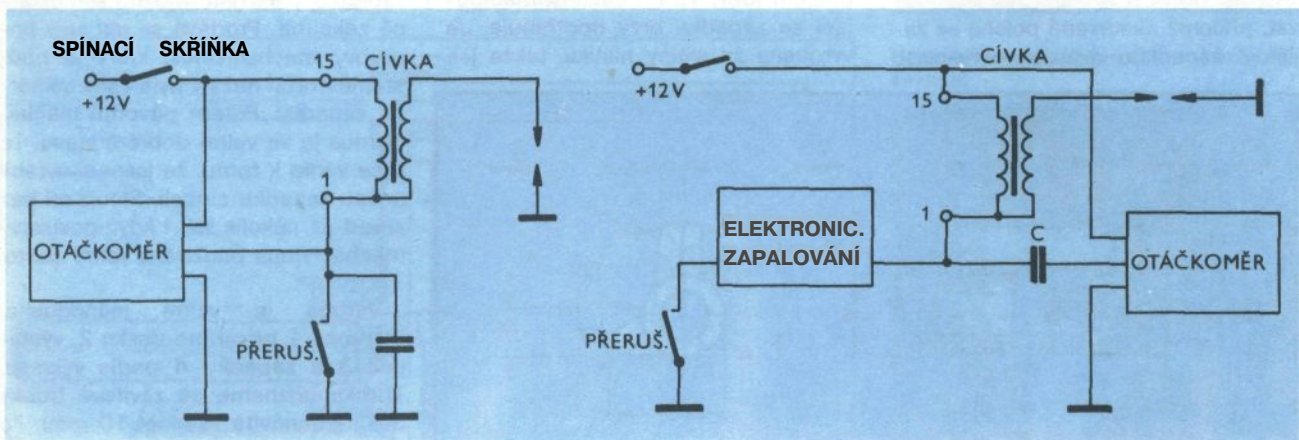 SPÍNACÍ SKŘÍŇKA
+12V
15
CÍVKA
1
OTÁČKOMĚR
PŘERUŠ.
+12V
CÍVKA
15
1
ELEKTRONIC.
ZAPALOVÁNÍ
C
OTÁČKOMĚR
PŘERUŠ.